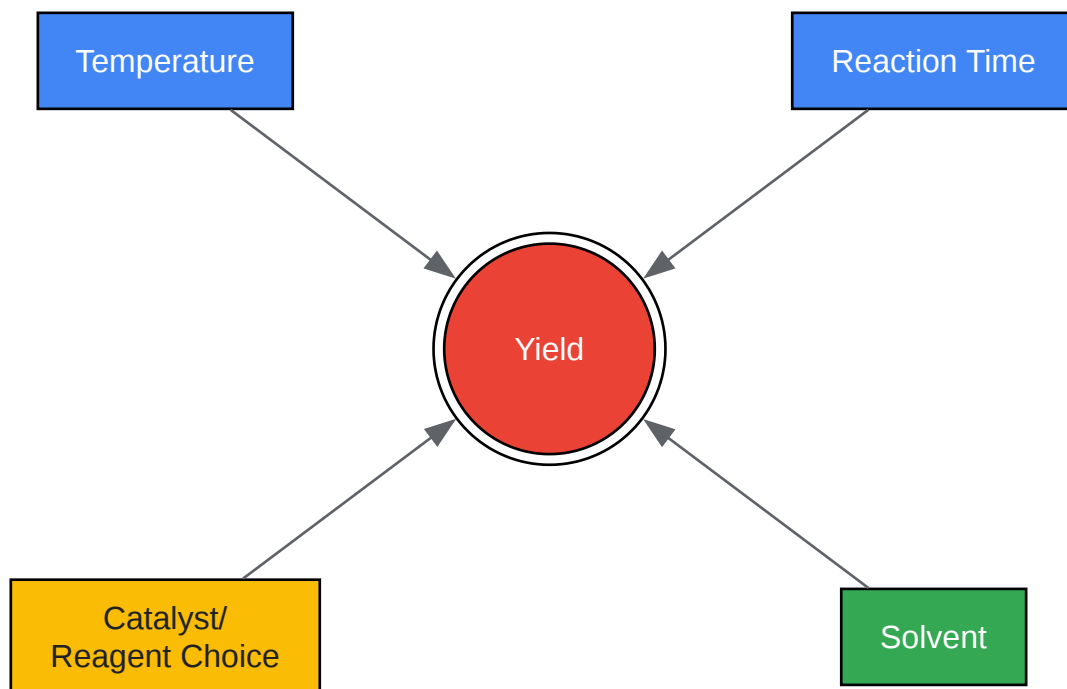 Temperature
Reaction Time
Yield
Catalyst/
Reagent Choice
Solvent